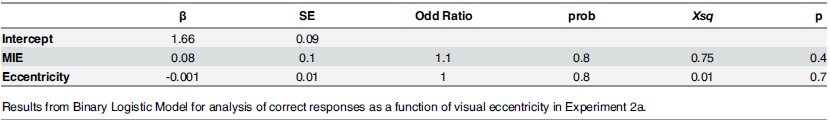 β SE Odd Ratio prob Xsq p
Intercept 1.66 0.09
MIE 0.08 0.1 1.1 0.8 0.75 0.4
Eccentricity -0.001 0.01 1 0.8 0.01 0.7
Results from Binary Logistic Model for analysis of correct responses as a function of visual eccentricity in Experiment 2a.